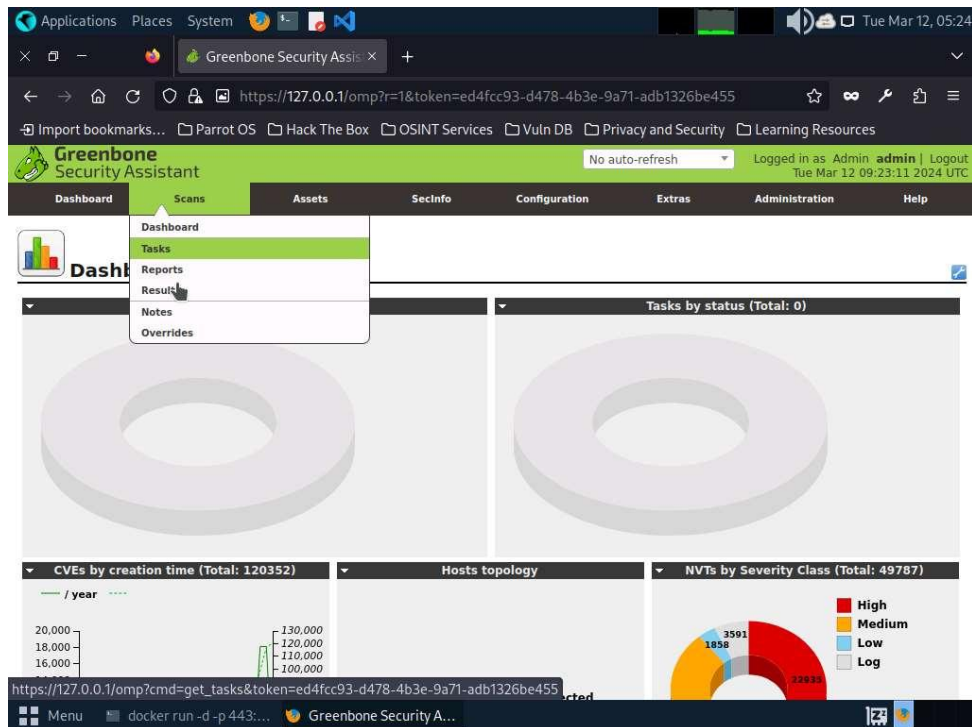 Applications Places System Tue Mar 12, 05:24
Greenbone Security Assis
https://127.0.0.1/omp?r=1&token=ed4fcc93-d478-4b3e-9a71-adb1326be455
Import bookmarks... Parrot OS Hack The Box OSINT Services Vuln DB Privacy and Security Learning Resources
Greenbone
Security Assistant
No auto-refresh
Logged in as Admin admin | Logout
Tue Mar 12 09:23:11 2024 UTC
Dashboard Scans Assets SecInfo Configuration Extras Administration Help
Dashboard
Tasks
Reports
Notes
Overrides
Tasks by status (Total: 0)
CVEs by creation time (Total: 120352)
/ year
20,000
18,000
16,000
130,000
120,000
110,000
100,000
Hosts topology
NVTs by Severity Class (Total: 49787)
High
Medium
Low
Log
3591
1858
https://127.0.0.1/omp?cmd=get_tasks&token=ed4fcc93-d478-4b3e-9a71-adb1326be455
Menu docker run -d -p 443:... Greenbone Security A...